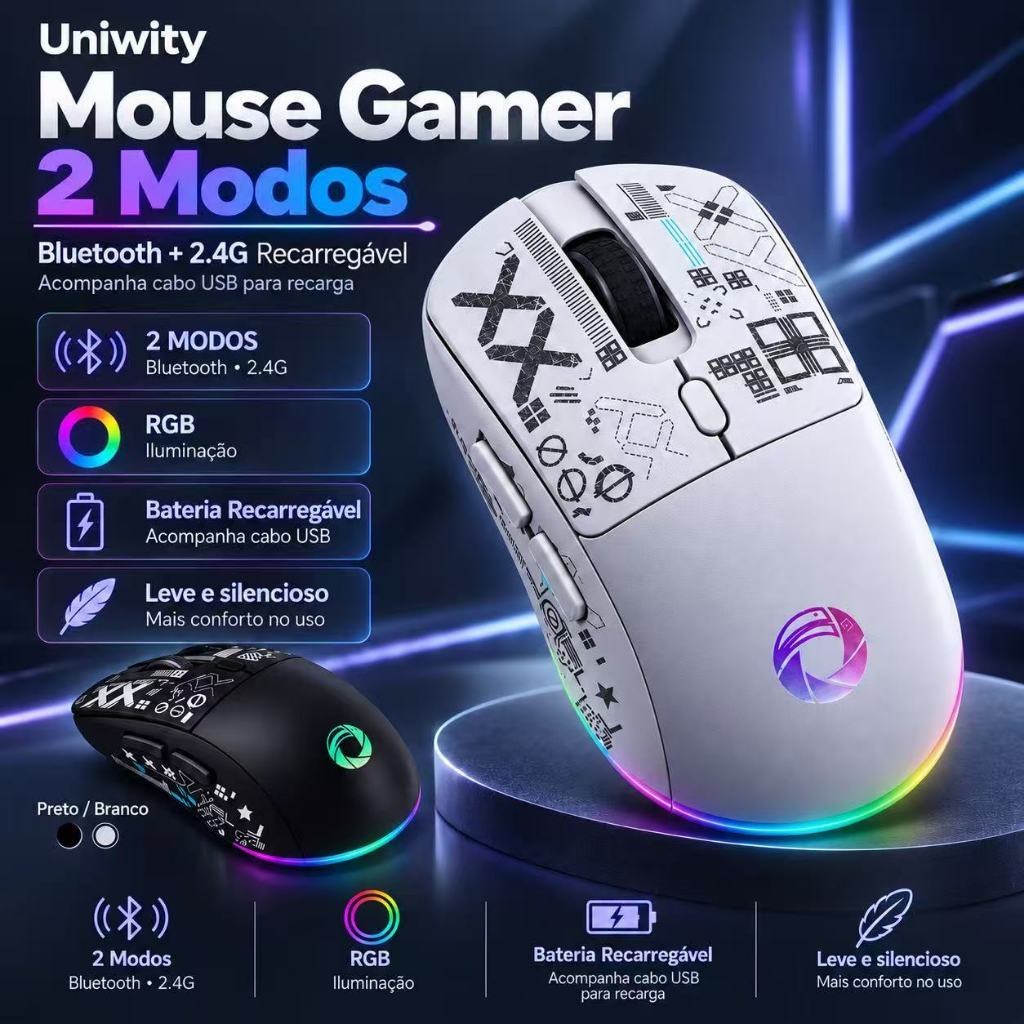 Uniwity
Mouse Gamer
2 Modos
Bluetooth + 2.4G Recarregável
Acompanha cabo USB para recarga
2 MODOS
Bluetooth • 2.4G
RGB
Iluminação
Bateria Recarregável
Acompanha cabo USB
Leve e silencioso
Mais conforto no uso
Preto / Branco
2 Modos
Bluetooth • 2.4G
RGB
Iluminação
Bateria Recarregável
Acompanha cabo USB
para recarga
Leve e silencioso
Mais conforto no uso